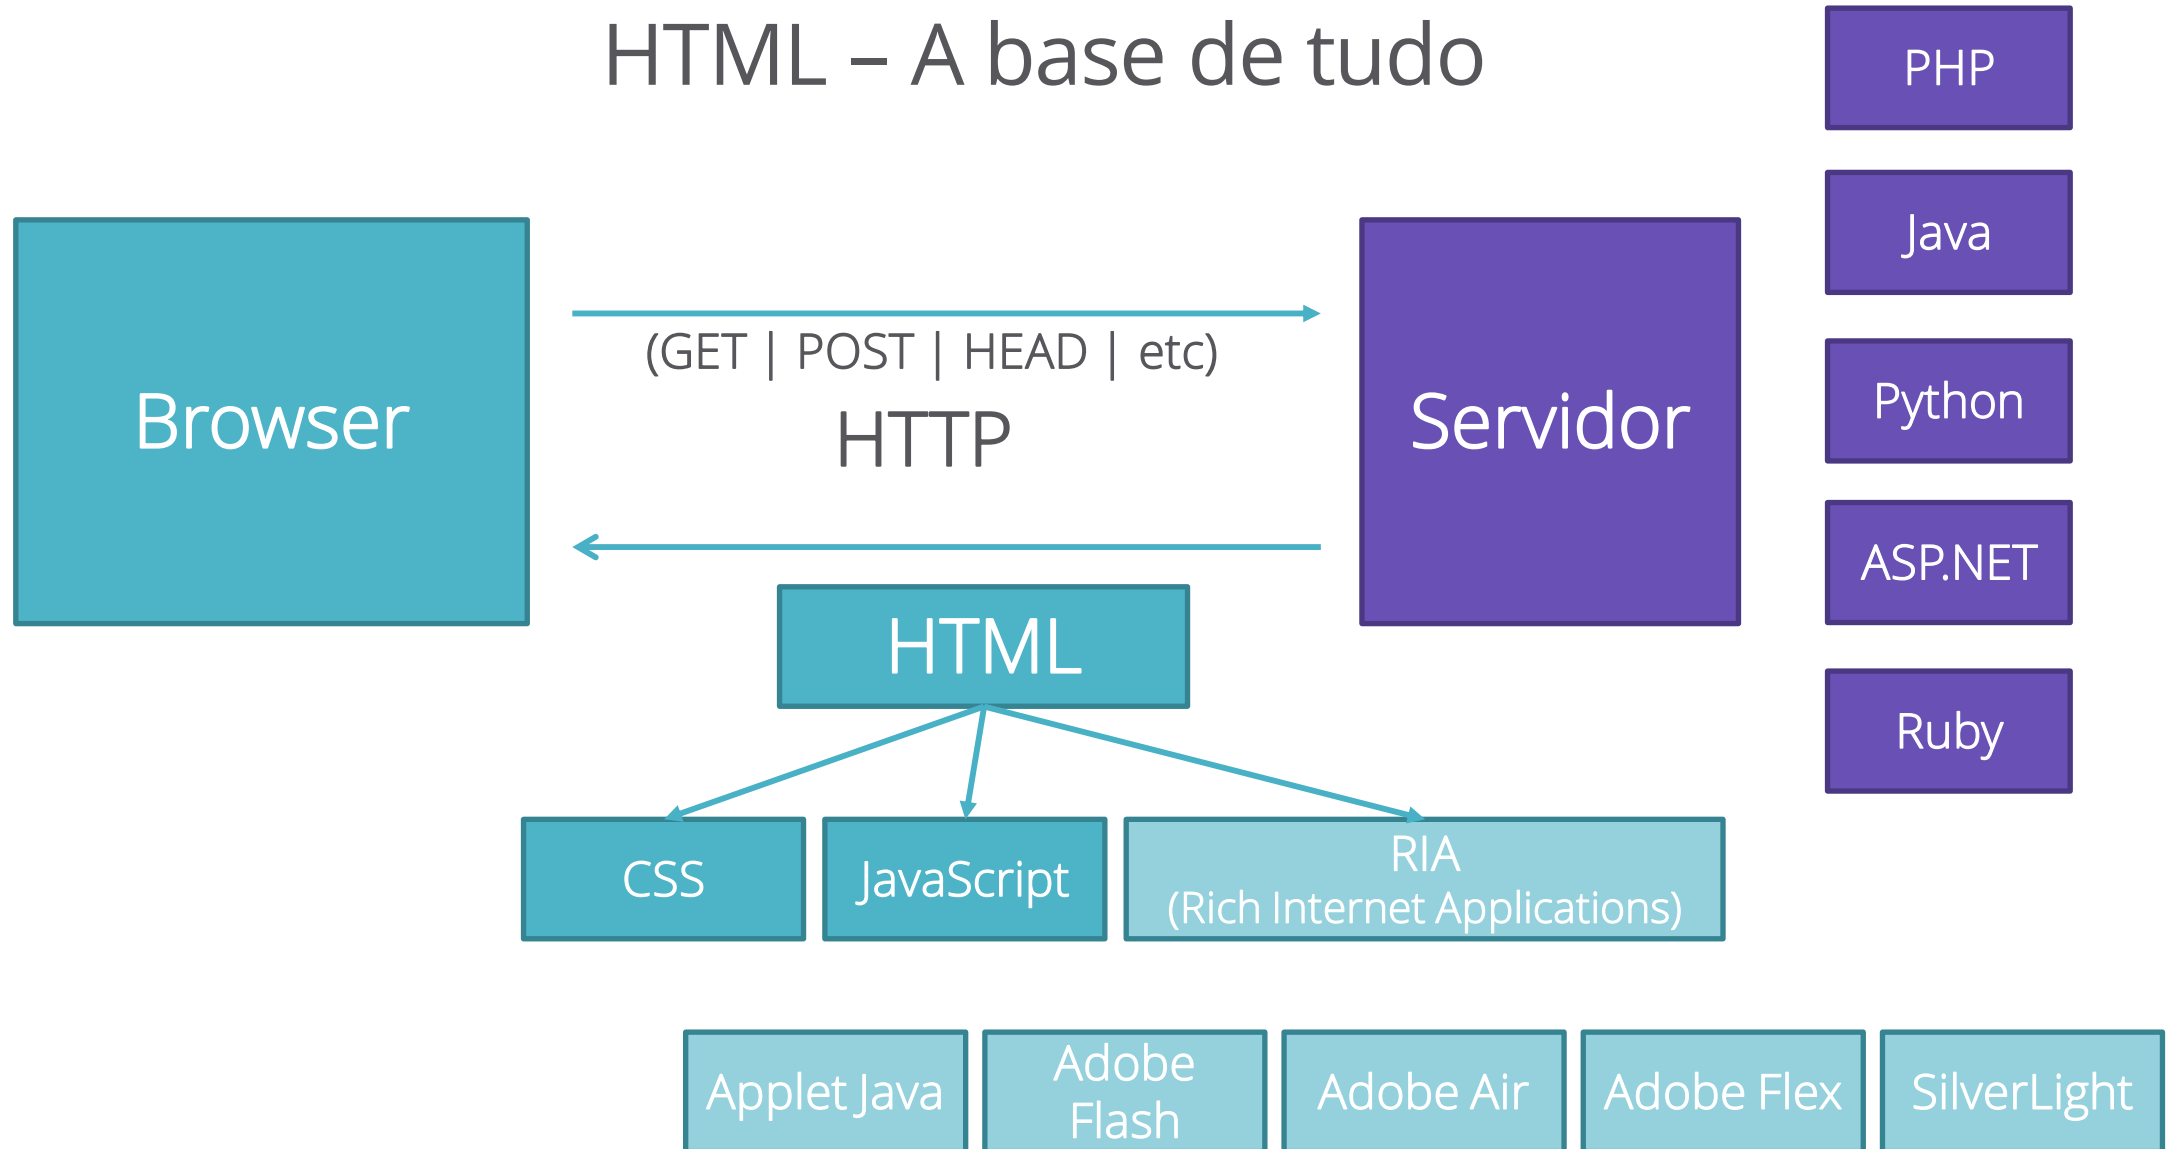 HTML – A base de tudo
PHP
Java
Python
ASP.NET
Ruby
Browser
(GET | POST | HEAD | etc)
HTTP
Servidor
HTML
CSS
JavaScript
RIA
(Rich Internet Applications)
Applet Java
Adobe
Flash
Adobe Air
Adobe Flex
SilverLight